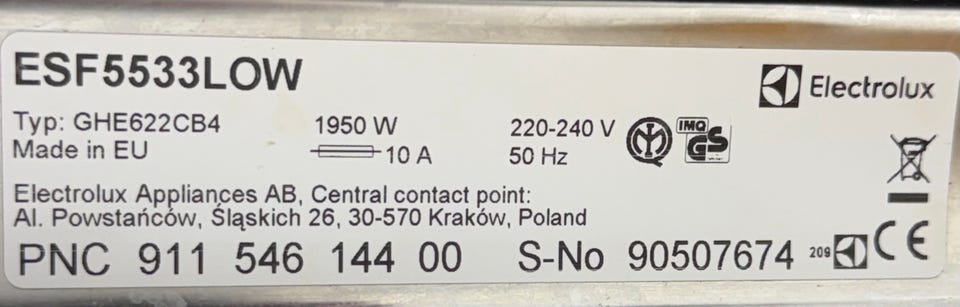 ESF5533LOW
Electrolux
Typ: GHE622CB4 1950 W 220-240 V IMQ GS
Made in EU 10 A 50 Hz
Electrolux Appliances AB, Central contact point:
Al. Powstańców, Śląskich 26, 30-570 Kraków, Poland
PNC 911 546 144 00 S-No 90507674 209 CE